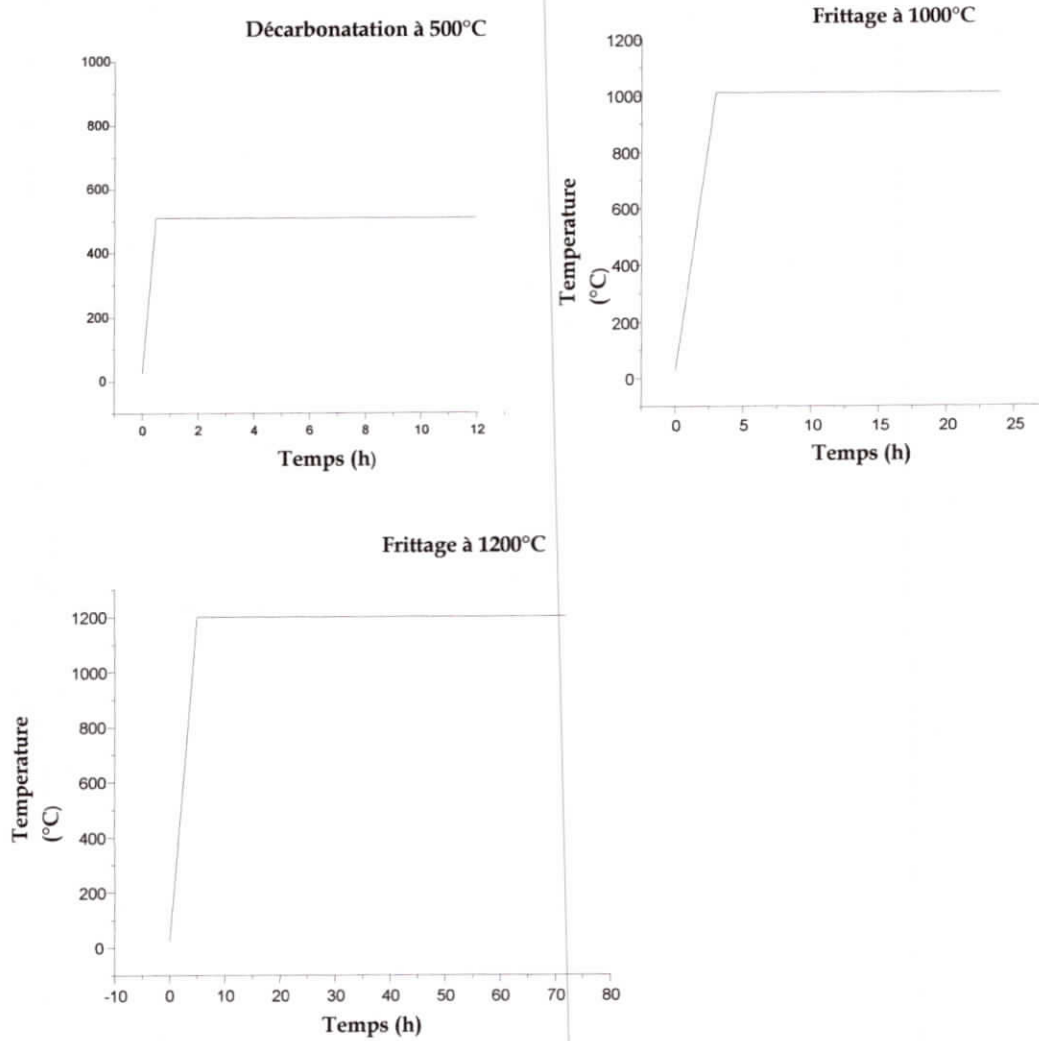 Décarbonatation à 500°C
1000
800
600
400
200
0
0 2 4 6 8 10 12
Temps (h)
Frittage à 1000°C
1200
1000
800
600
400
200
0
Temperature
(°C)
0 5 10 15 20 25
Temps (h)
Frittage à 1200°C
1200
1000
800
600
400
200
0
Temperature
(°C)
-10 0 10 20 30 40 50 60 70 80
Temps (h)